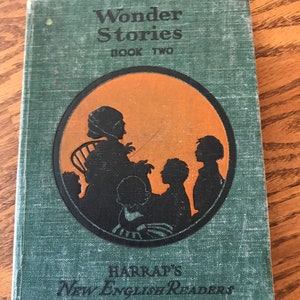 Wonder
Stories
BOOK TWO
HARRAP'S
NEW ENGLISH READERS